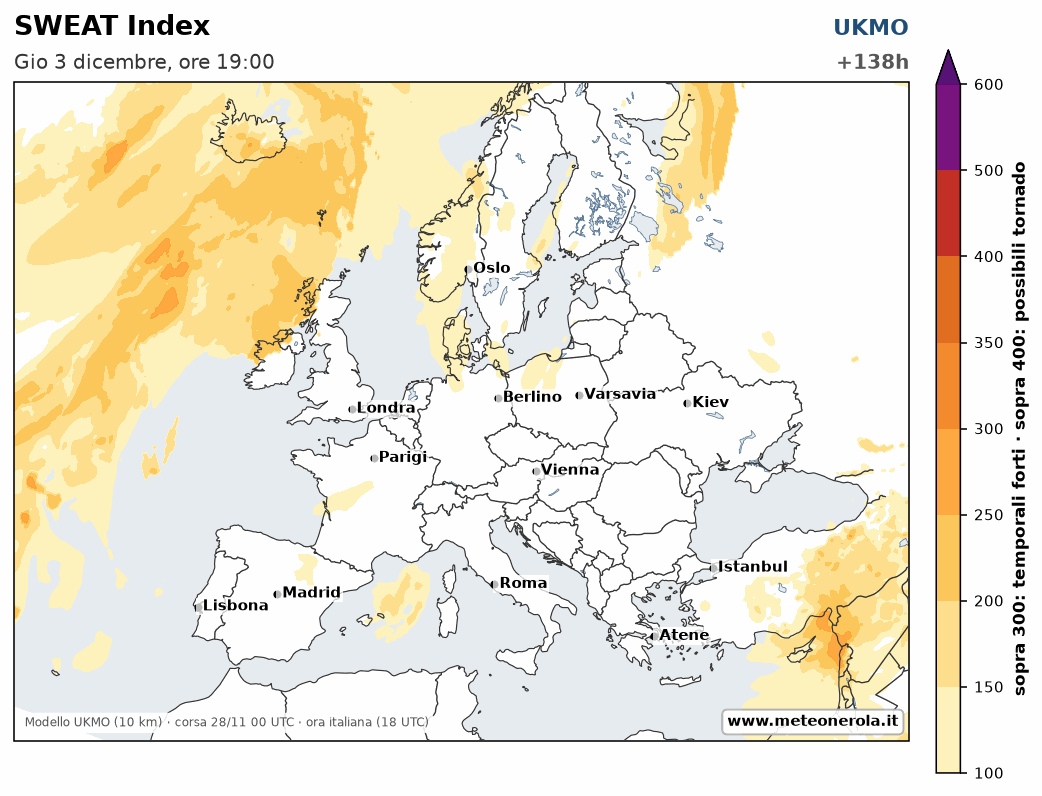 SWEAT Index
UKMO
Gio 3 dicembre, ore 19:00
+138h
Oslo
Londra
Berlino
Varsavia
Kiev
Parigi
Vienna
Istanbul
Roma
Madrid
Lisbona
Atene
Modello UKMO (10 km) · corsa 28/11 00 UTC · ora italiana (18 UTC)
www.meteonerola.it
600
500
400
350
300
250
200
150
100
sopra 300: temporali forti · sopra 400: possibili tornado